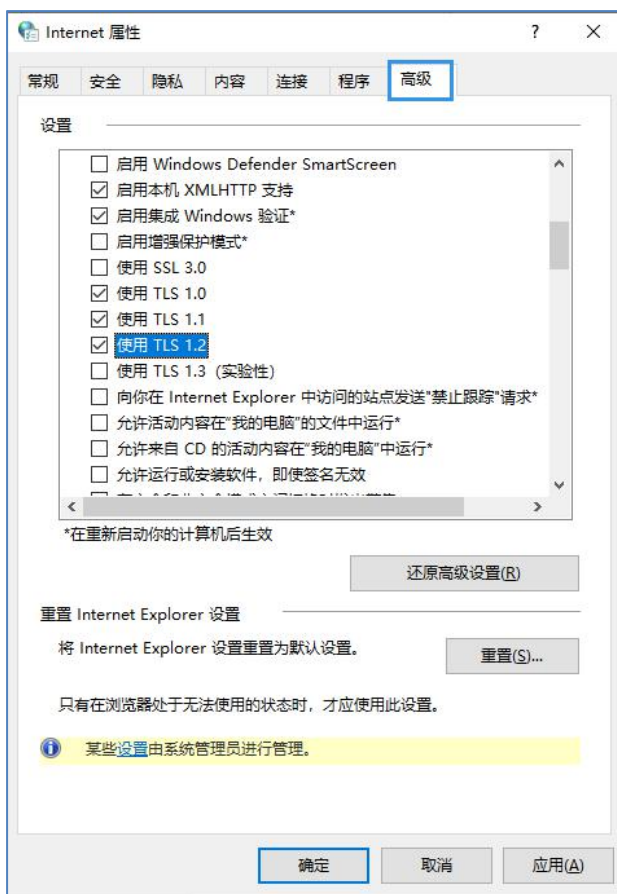 Internet 属性
?
常规 安全 隐私 内容 连接 程序 高级
设置
启用 Windows Defender SmartScreen
启用本机 XMLHTTP 支持
启用集成 Windows 验证*
启用增强保护模式*
使用 SSL 3.0
使用 TLS 1.0
使用 TLS 1.1
使用 TLS 1.2
使用 TLS 1.3（实验性）
向你在 Internet Explorer 中访问的站点发送"禁止跟踪"请求*
允许活动内容在"我的电脑"的文件中运行*
允许来自 CD 的活动内容在"我的电脑"中运行*
允许运行或安装软件，即使签名无效
*在重新启动你的计算机后生效
还原高级设置(R)
重置 Internet Explorer 设置
将 Internet Explorer 设置重置为默认设置。
重置(S)...
只有在浏览器处于无法使用的状态时，才应使用此设置。
某些设置由系统管理员进行管理。
确定 取消 应用(A)